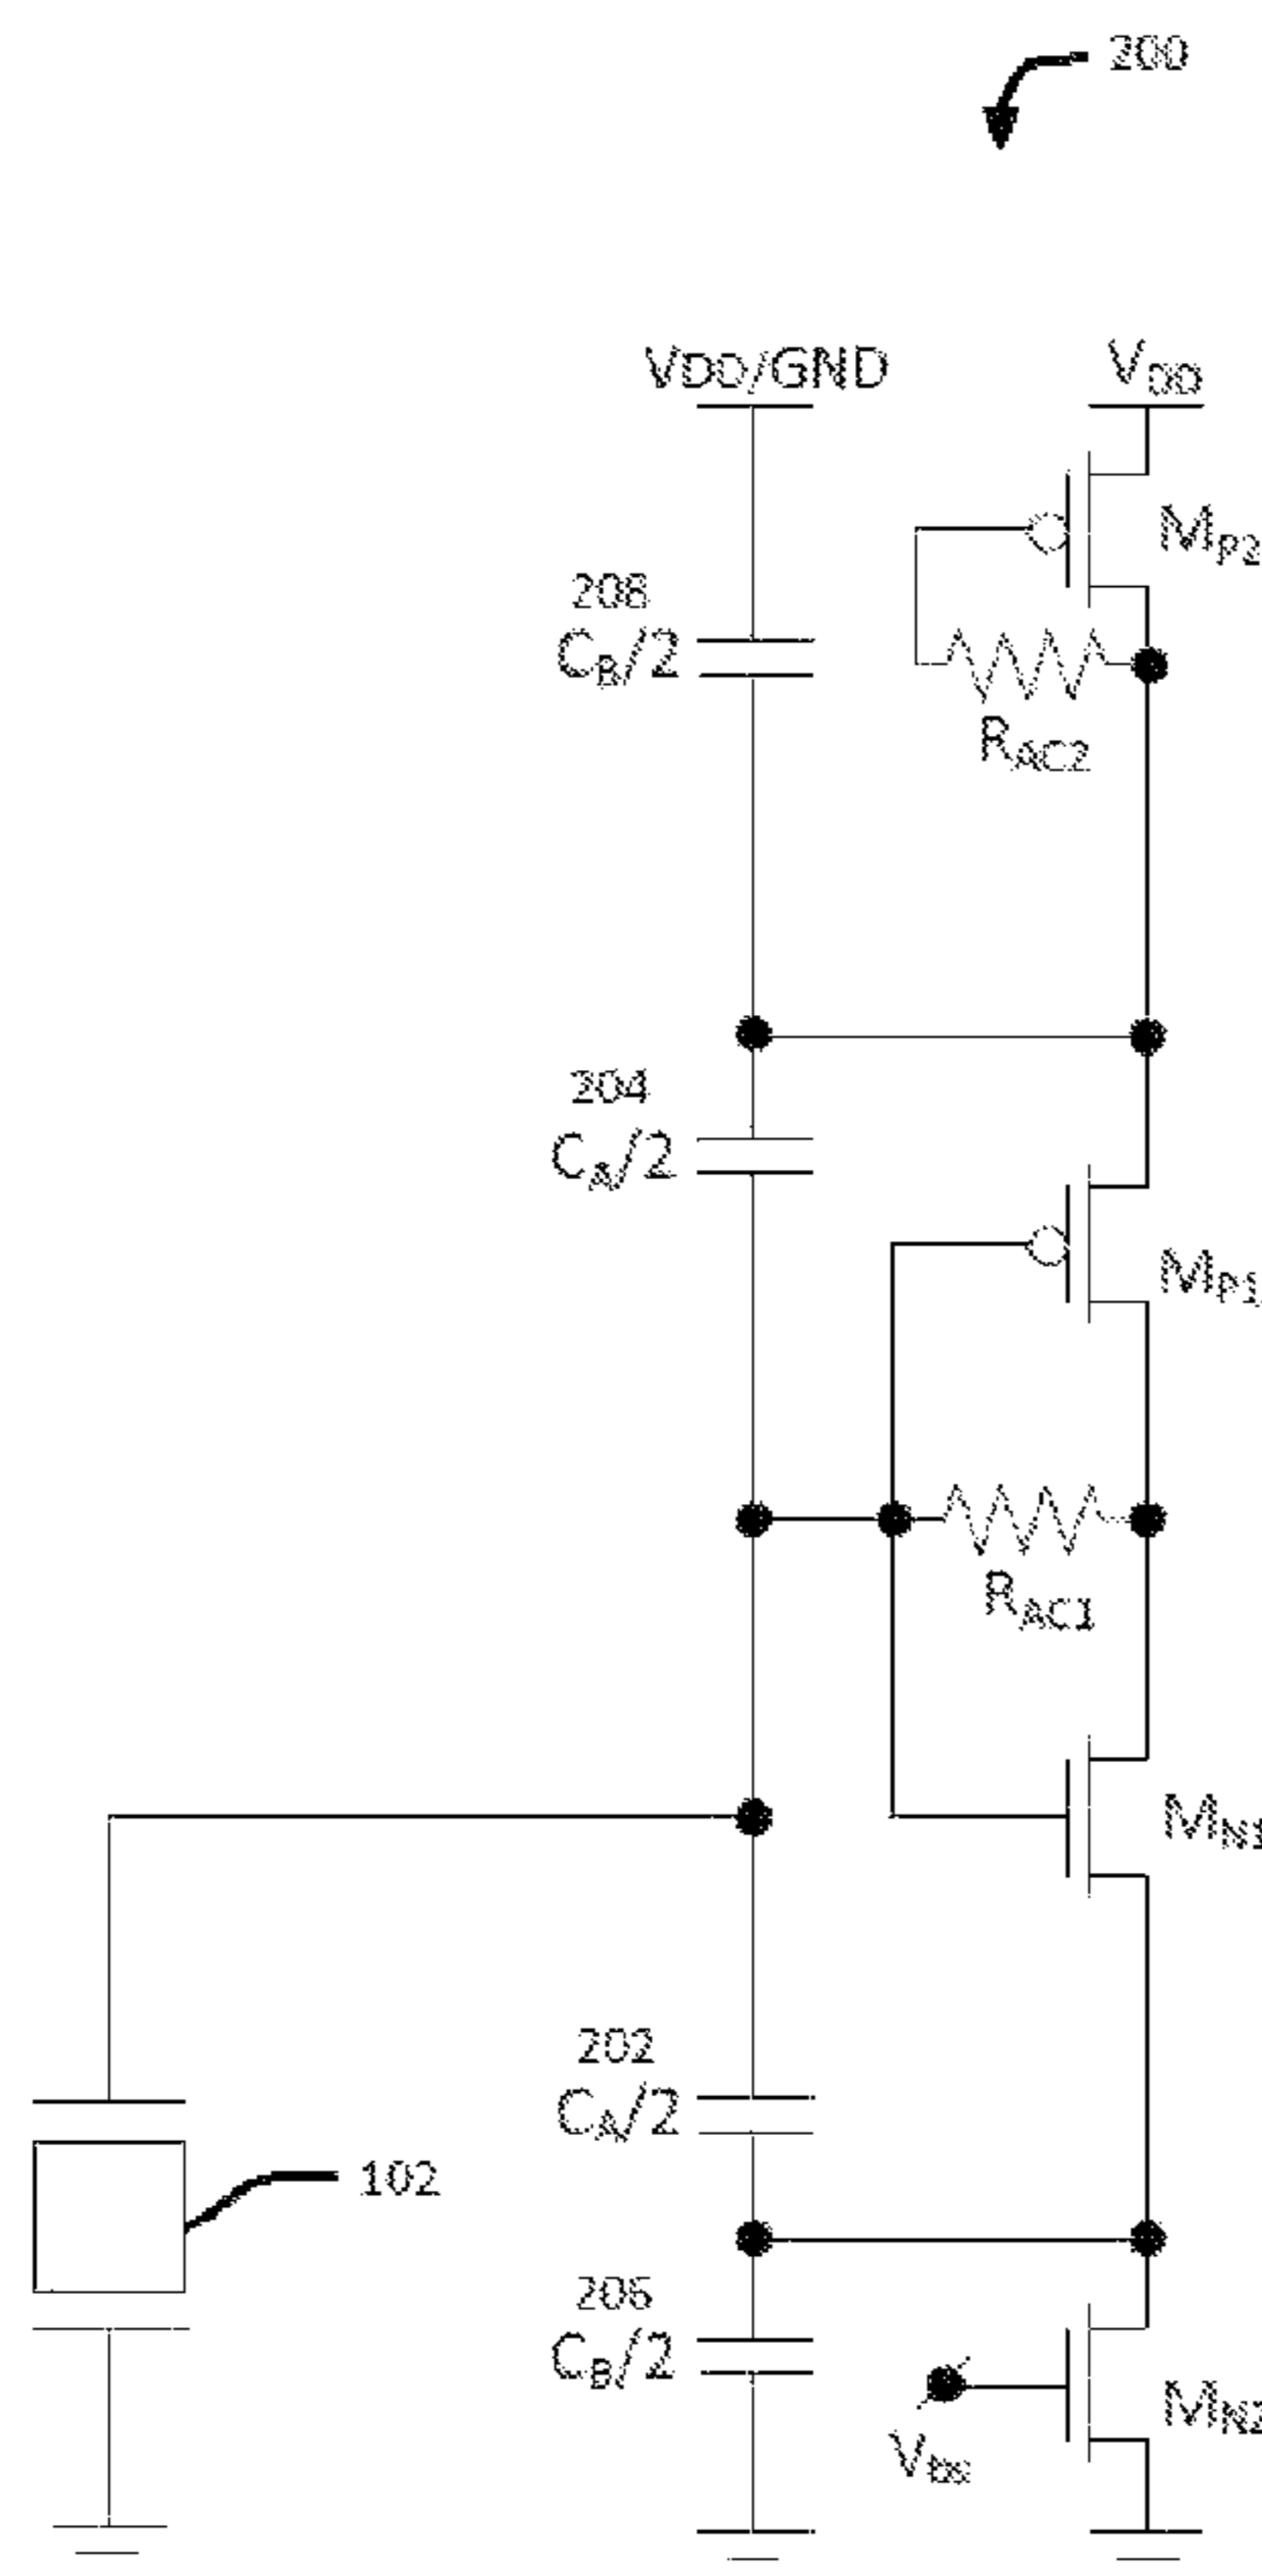 200
VDD/GND
VDD
MP2
208
CB/2
RAC2
204
CA/2
MP1
RAC1
MN1
202
CA/2
102
206
CB/2
MN2
Vbs